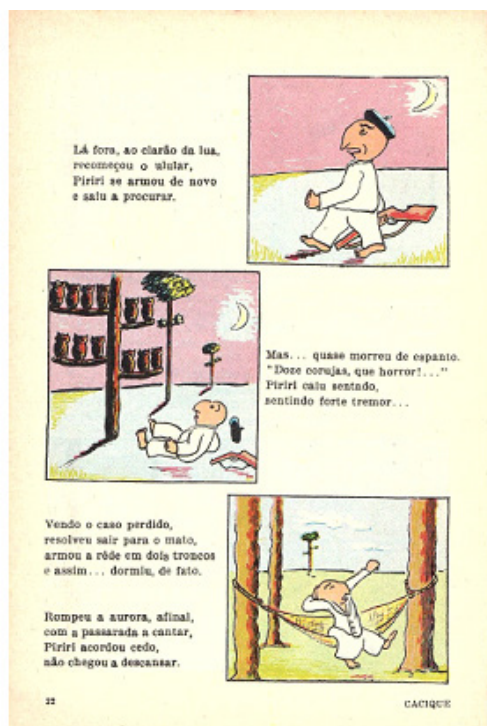 Lá fora, ao clarão da lua,
recomeçou o ulular,
Piriri se armou de novo
e saiu a procurar.
Mas... quase morreu de espanto.
"Doze corujas, que horror!..."
Piriri caiu sentado,
sentindo forte tremor...
Vendo o caso perdido,
resolveu sair para o mato,
armou a rêde em dois troncos
e assim... dormiu, de fato.
Rompeu a aurora, afinal,
com a passarada a cantar,
Piriri acordou cedo,
não chegou a descansar.
22
CACIQUE